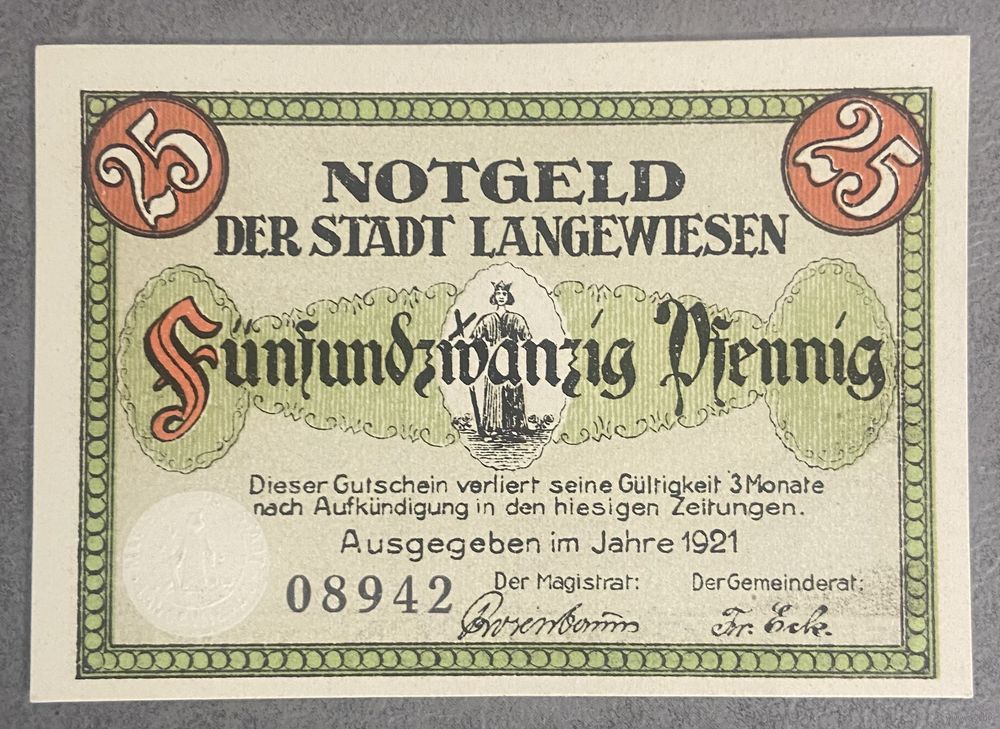 25
25
NOTGELD
DER STADT LANGEWIESEN
Fünfundzwanzig Pfennig
Dieser Gutschein verliert seine Gültigkeit 3 Monate
nach Aufkündigung in den hiesigen Zeitungen.
Ausgegeben im Jahre 1921
08942
Der Magistrat:
Der Gemeinderat:
Rosenbaum
Fr. Eck.